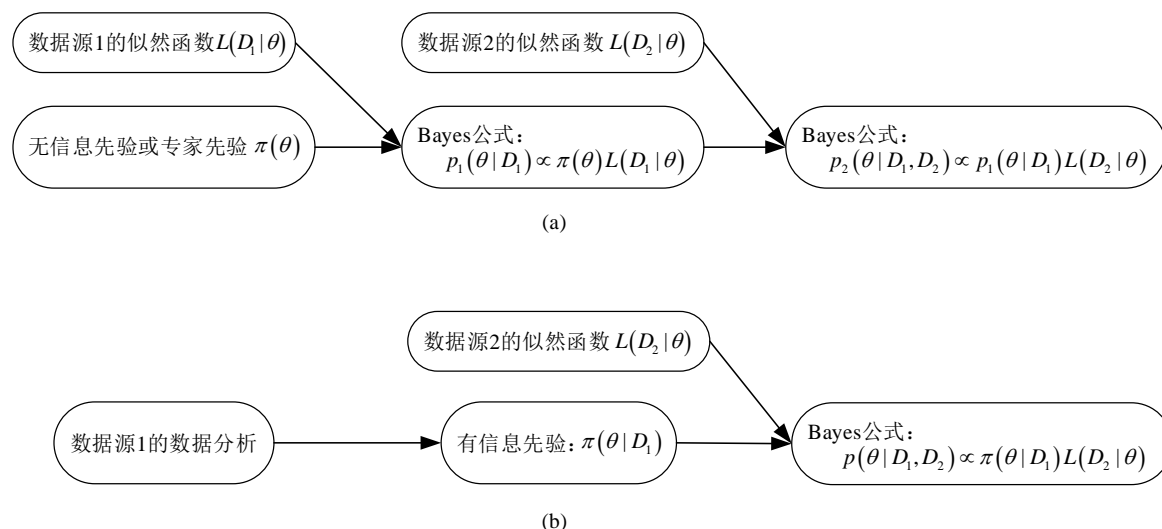 数据源1的似然函数L(D₁|θ)
数据源2的似然函数 L(D₂|θ)
无信息先验或专家先验 π(θ)
Bayes公式：
p₁(θ|D₁)∝π(θ)L(D₁|θ)
Bayes公式：
p₂(θ|D₁,D₂)∝p₁(θ|D₁)L(D₂|θ)
(a)
数据源2的似然函数 L(D₂|θ)
数据源1的数据分析
有信息先验：π(θ|D₁)
Bayes公式：
p(θ|D₁,D₂)∝π(θ|D₁)L(D₂|θ)
(b)